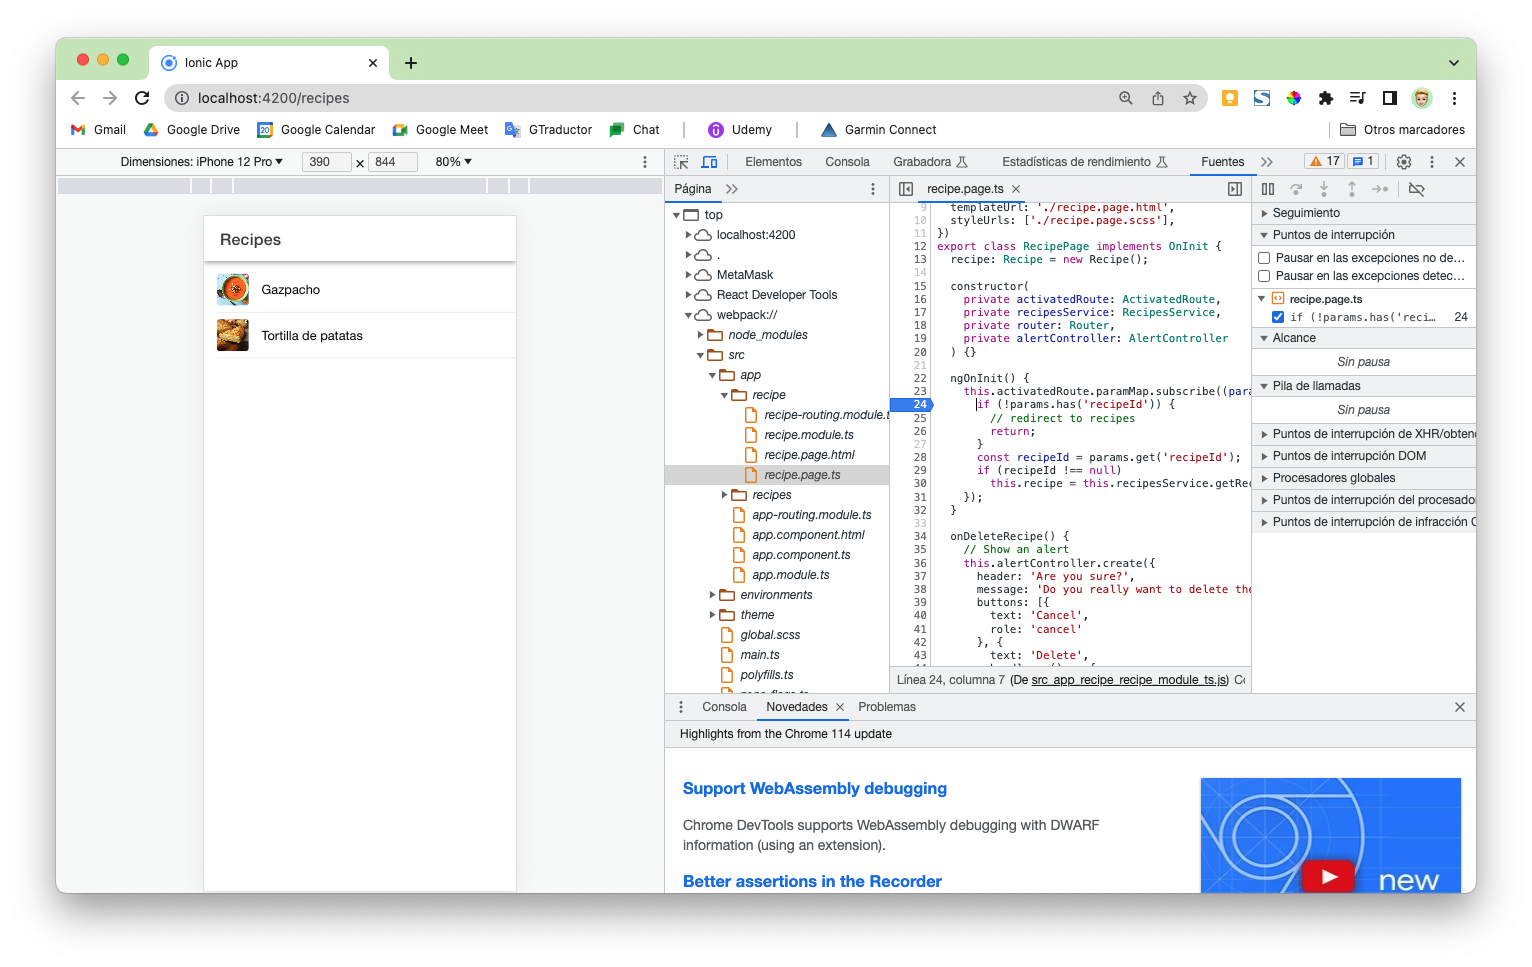 Ionic App
localhost:4200/recipes
Gmail Google Drive Google Calendar Google Meet GTraductor Chat Udemy Garmin Connect Otros marcadores
Dimensiones: iPhone 12 Pro 390 x 844 80%
Elementos Consola Grabadora Estadísticas de rendimiento Fuentes 17 1
Página
recipe.page.ts
Recipes
Gazpacho
Tortilla de patatas
top
localhost:4200
.
MetaMask
React Developer Tools
webpack://
node_modules
src
app
recipe
recipe-routing.module.t
recipe.module.ts
recipe.page.html
recipe.page.ts
recipes
app-routing.module.ts
app.component.html
app.component.ts
app.module.ts
environments
theme
global.scss
main.ts
polyfills.ts
9 templateUrl: './recipe.page.html',
10 styleUrls: ['./recipe.page.scss'],
11 })
12 export class RecipePage implements OnInit {
13 recipe: Recipe = new Recipe();
14
15 constructor(
16 private activatedRoute: ActivatedRoute,
17 private recipesService: RecipesService,
18 private router: Router,
19 private alertController: AlertController
20 ) {}
21
22 ngOnInit() {
23 this.activatedRoute.paramMap.subscribe((para
24 if (!params.has('recipeId')) {
25 // redirect to recipes
26 return;
27 }
28 const recipeId = params.get('recipeId');
29 if (recipeId !== null)
30 this.recipe = this.recipesService.getRec
31 });
32 }
33
34 onDeleteRecipe() {
35 // Show an alert
36 this.alertController.create({
37 header: 'Are you sure?',
38 message: 'Do you really want to delete the
39 buttons: [{
40 text: 'Cancel',
41 role: 'cancel'
42 }, {
43 text: 'Delete',
Línea 24, columna 7 (De src_app_recipe_recipe_module_ts.js)
Seguimiento
Puntos de interrupción
Pausar en las excepciones no de...
Pausar en las excepciones detec...
recipe.page.ts
if (!params.has('reci... 24
Alcance
Sin pausa
Pila de llamadas
Sin pausa
Puntos de interrupción de XHR/obten
Puntos de interrupción DOM
Procesadores globales
Puntos de interrupción del procesador
Puntos de interrupción de infracción C
Consola Novedades Problemas
Highlights from the Chrome 114 update
Support WebAssembly debugging
Chrome DevTools supports WebAssembly debugging with DWARF
information (using an extension).
Better assertions in the Recorder
new